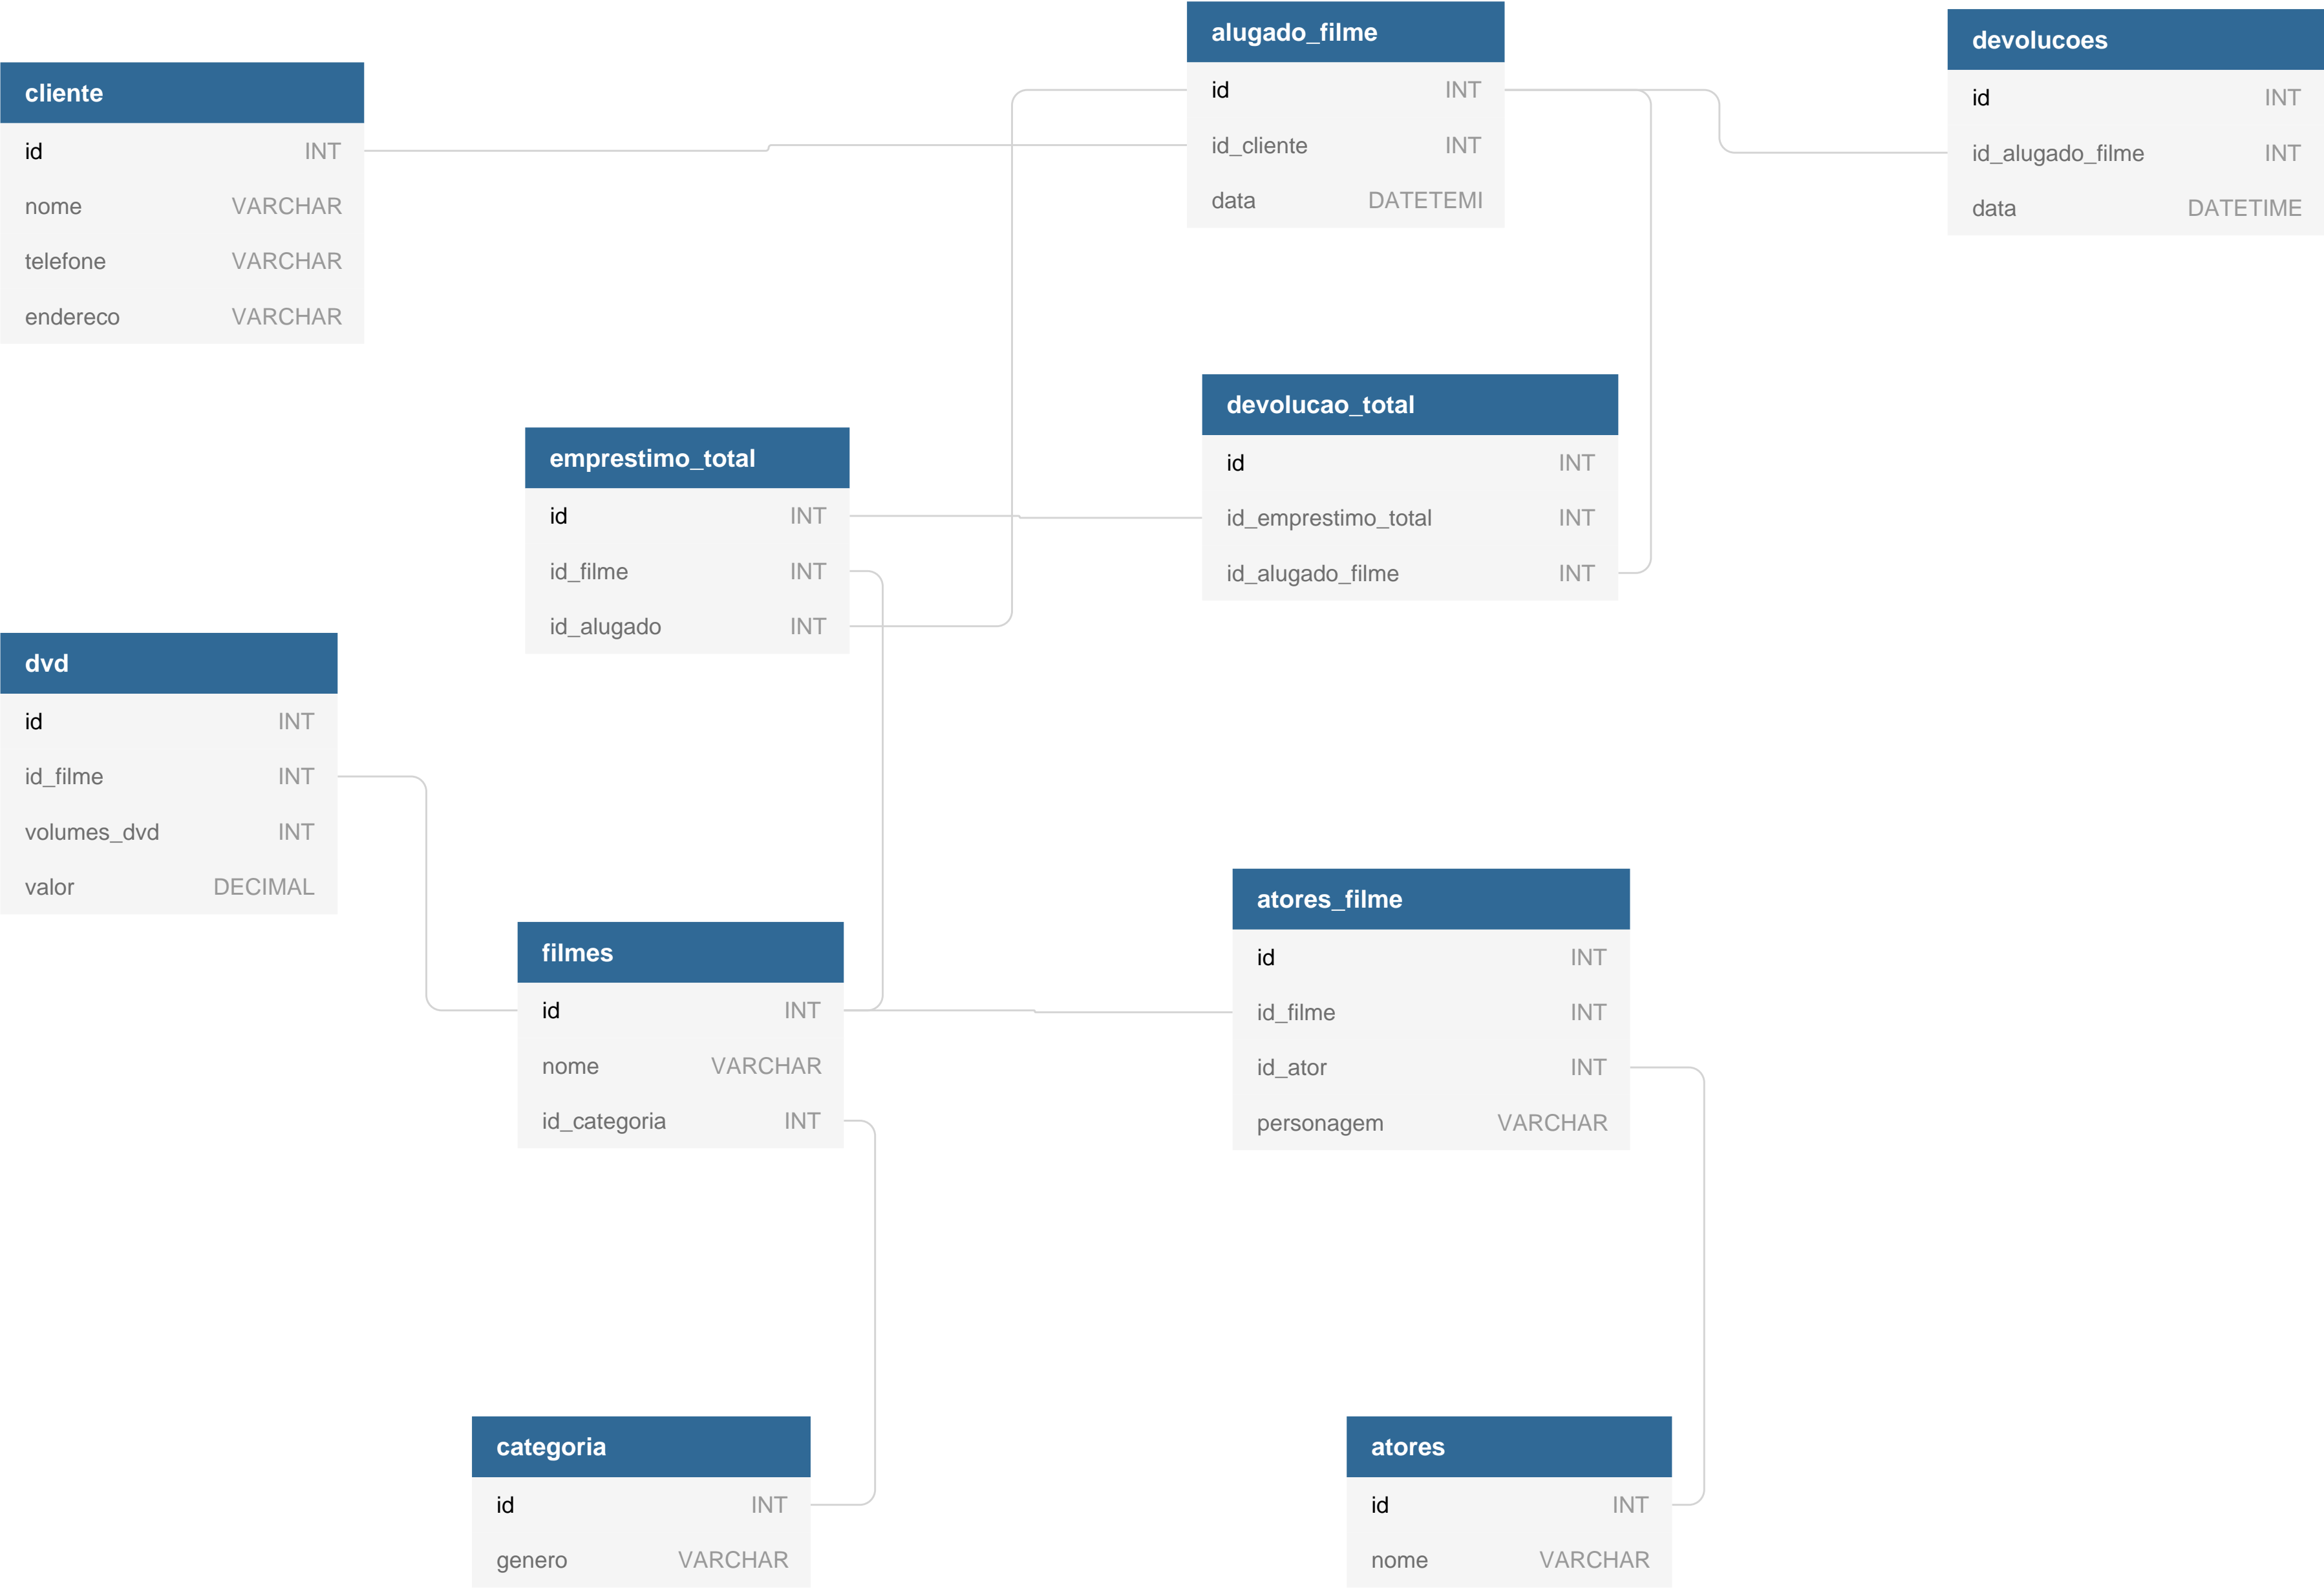 cliente
id INT
nome VARCHAR
telefone VARCHAR
endereco VARCHAR
alugado_filme
id INT
id_cliente INT
data DATETEMI
devolucoes
id INT
id_alugado_filme INT
data DATETIME
emprestimo_total
id INT
id_filme INT
id_alugado INT
devolucao_total
id INT
id_emprestimo_total INT
id_alugado_filme INT
dvd
id INT
id_filme INT
volumes_dvd INT
valor DECIMAL
filmes
id INT
nome VARCHAR
id_categoria INT
atores_filme
id INT
id_filme INT
id_ator INT
personagem VARCHAR
categoria
id INT
genero VARCHAR
atores
id INT
nome VARCHAR